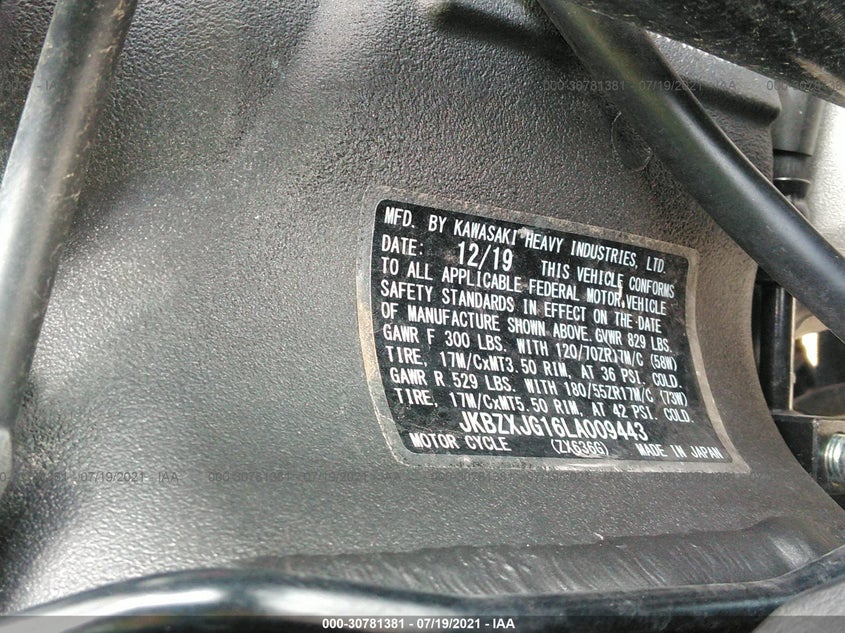 MFD. BY KAWASAKI HEAVY INDUSTRIES, LTD.
DATE: 12/19 THIS VEHICLE CONFORMS
TO ALL APPLICABLE FEDERAL MOTOR VEHICLE
SAFETY STANDARDS IN EFFECT ON THE DATE
OF MANUFACTURE SHOWN ABOVE. GVWR 829 LBS.
GAWR F 300 LBS. WITH 120/70ZR17M/C (58W)
TIRE, 17M/CxMT3.50 RIM, AT 36 PSI. COLD.
GAWR R 529 LBS. WITH 180/55ZR17M/C (73W)
TIRE, 17M/CxMT5.50 RIM, AT 42 PSI. COLD.
JKBZXJG16LA009443
MOTOR CYCLE (ZX636G) MADE IN JAPAN
000-30781381 - 07/19/2021 - IAA